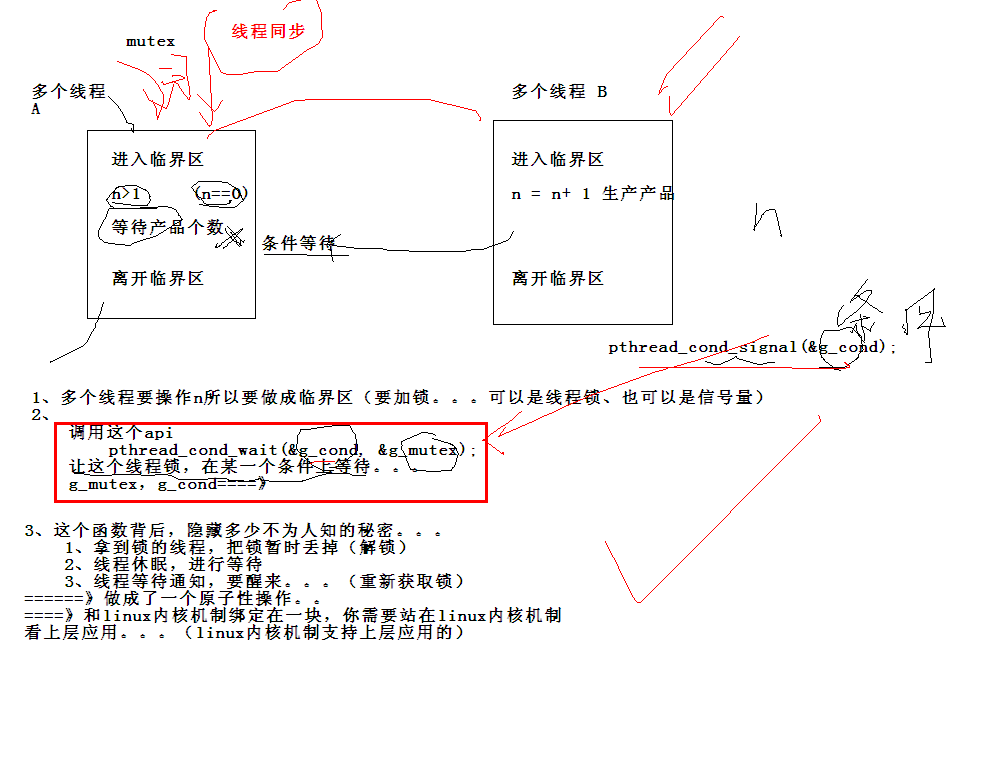 线程同步
mutex
多个线程
A
多个线程 B
进入临界区
n>1 (n==0)
等待产品个数
条件等待
离开临界区
进入临界区
n = n+ 1 生产产品
离开临界区
n
条件
pthread_cond_signal(&g_cond);
1、多个线程要操作n所以要做成临界区（要加锁。。。可以是线程锁、也可以是信号量）
2、
调用这个api
pthread_cond_wait(&g_cond, &g_mutex);
让这个线程锁，在某一个条件上等待。。。
g_mutex，g_cond====》
3、这个函数背后，隐藏多少不为人知的秘密。。。
1、拿到锁的线程，把锁暂时丢掉（解锁）
2、线程休眠，进行等待
3、线程等待通知，要醒来。。。（重新获取锁）
======》做成了一个原子性操作。。
====》和linux内核机制绑定在一块，你需要站在linux内核机制
看上层应用。。。（linux内核机制支持上层应用的）